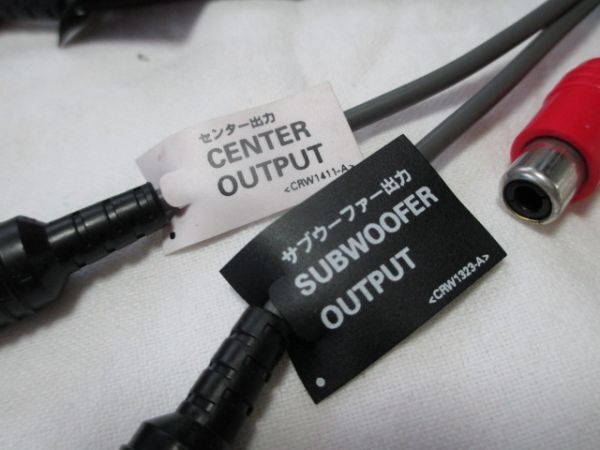 センター出力
CENTER
OUTPUT
<CRW1411-A>
サブウーファー出力
SUBWOOFER
OUTPUT
<CRW1323-A>